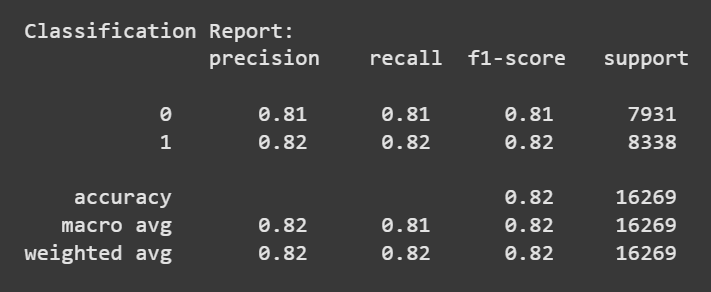 Classification Report:
precision recall f1-score support
0 0.81 0.81 0.81 7931
1 0.82 0.82 0.82 8338
accuracy 0.82 16269
macro avg 0.82 0.81 0.82 16269
weighted avg 0.82 0.82 0.82 16269